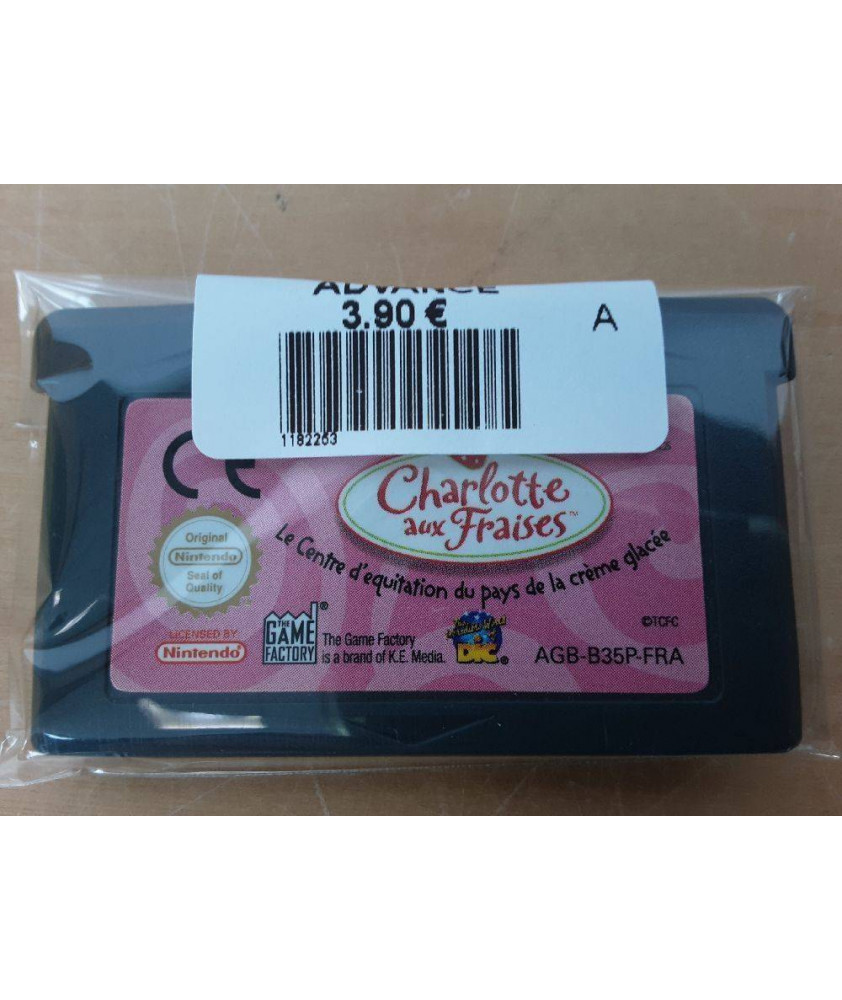 ADVANCE
3.90 €
A
1182253
CE
Charlotte
aux Fraises™
Le Centre d'equitation du pays de la crème glacée
Original
Nintendo
Seal of
Quality
LICENSED BY
Nintendo®
THE
GAME
FACTORY
®
The Game Factory
is a brand of K.E. Media.
DIC®
©TCFC
AGB-B35P-FRA